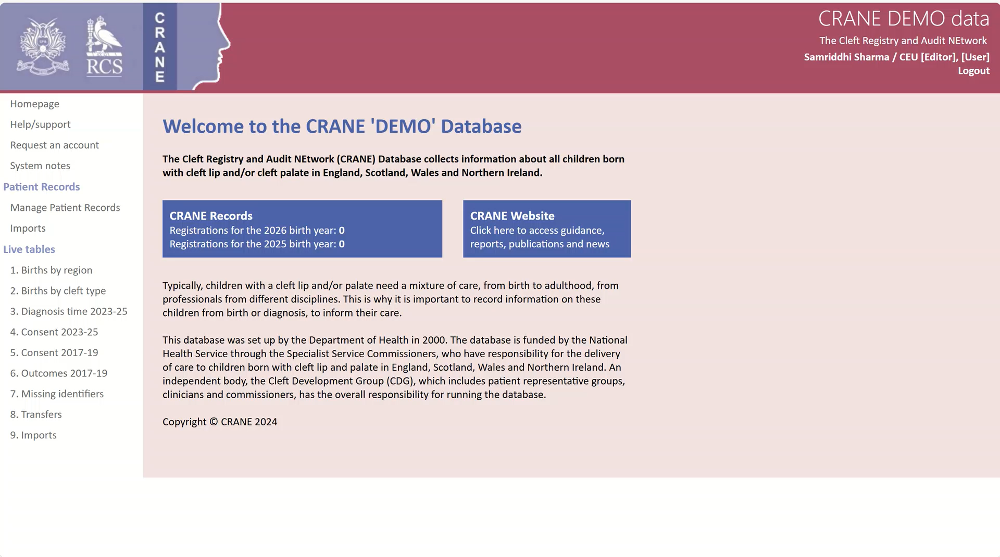 CRANE
RCS
CRANE DEMO data
The Cleft Registry and Audit NEtwork
Samriddhi Sharma / CEU [Editor], [User]
Logout
Homepage
Help/support
Request an account
System notes
Patient Records
Manage Patient Records
Imports
Live tables
1. Births by region
2. Births by cleft type
3. Diagnosis time 2023-25
4. Consent 2023-25
5. Consent 2017-19
6. Outcomes 2017-19
7. Missing identifiers
8. Transfers
9. Imports
Welcome to the CRANE 'DEMO' Database
The Cleft Registry and Audit NEtwork (CRANE) Database collects information about all children born
with cleft lip and/or cleft palate in England, Scotland, Wales and Northern Ireland.
CRANE Records
Registrations for the 2026 birth year: 0
Registrations for the 2025 birth year: 0
CRANE Website
Click here to access guidance,
reports, publications and news
Typically, children with a cleft lip and/or palate need a mixture of care, from birth to adulthood, from
professionals from different disciplines. This is why it is important to record information on these
children from birth or diagnosis, to inform their care.
This database was set up by the Department of Health in 2000. The database is funded by the National
Health Service through the Specialist Service Commissioners, who have responsibility for the delivery
of care to children born with cleft lip and palate in England, Scotland, Wales and Northern Ireland. An
independent body, the Cleft Development Group (CDG), which includes patient representative groups,
clinicians and commissioners, has the overall responsibility for running the database.
Copyright © CRANE 2024